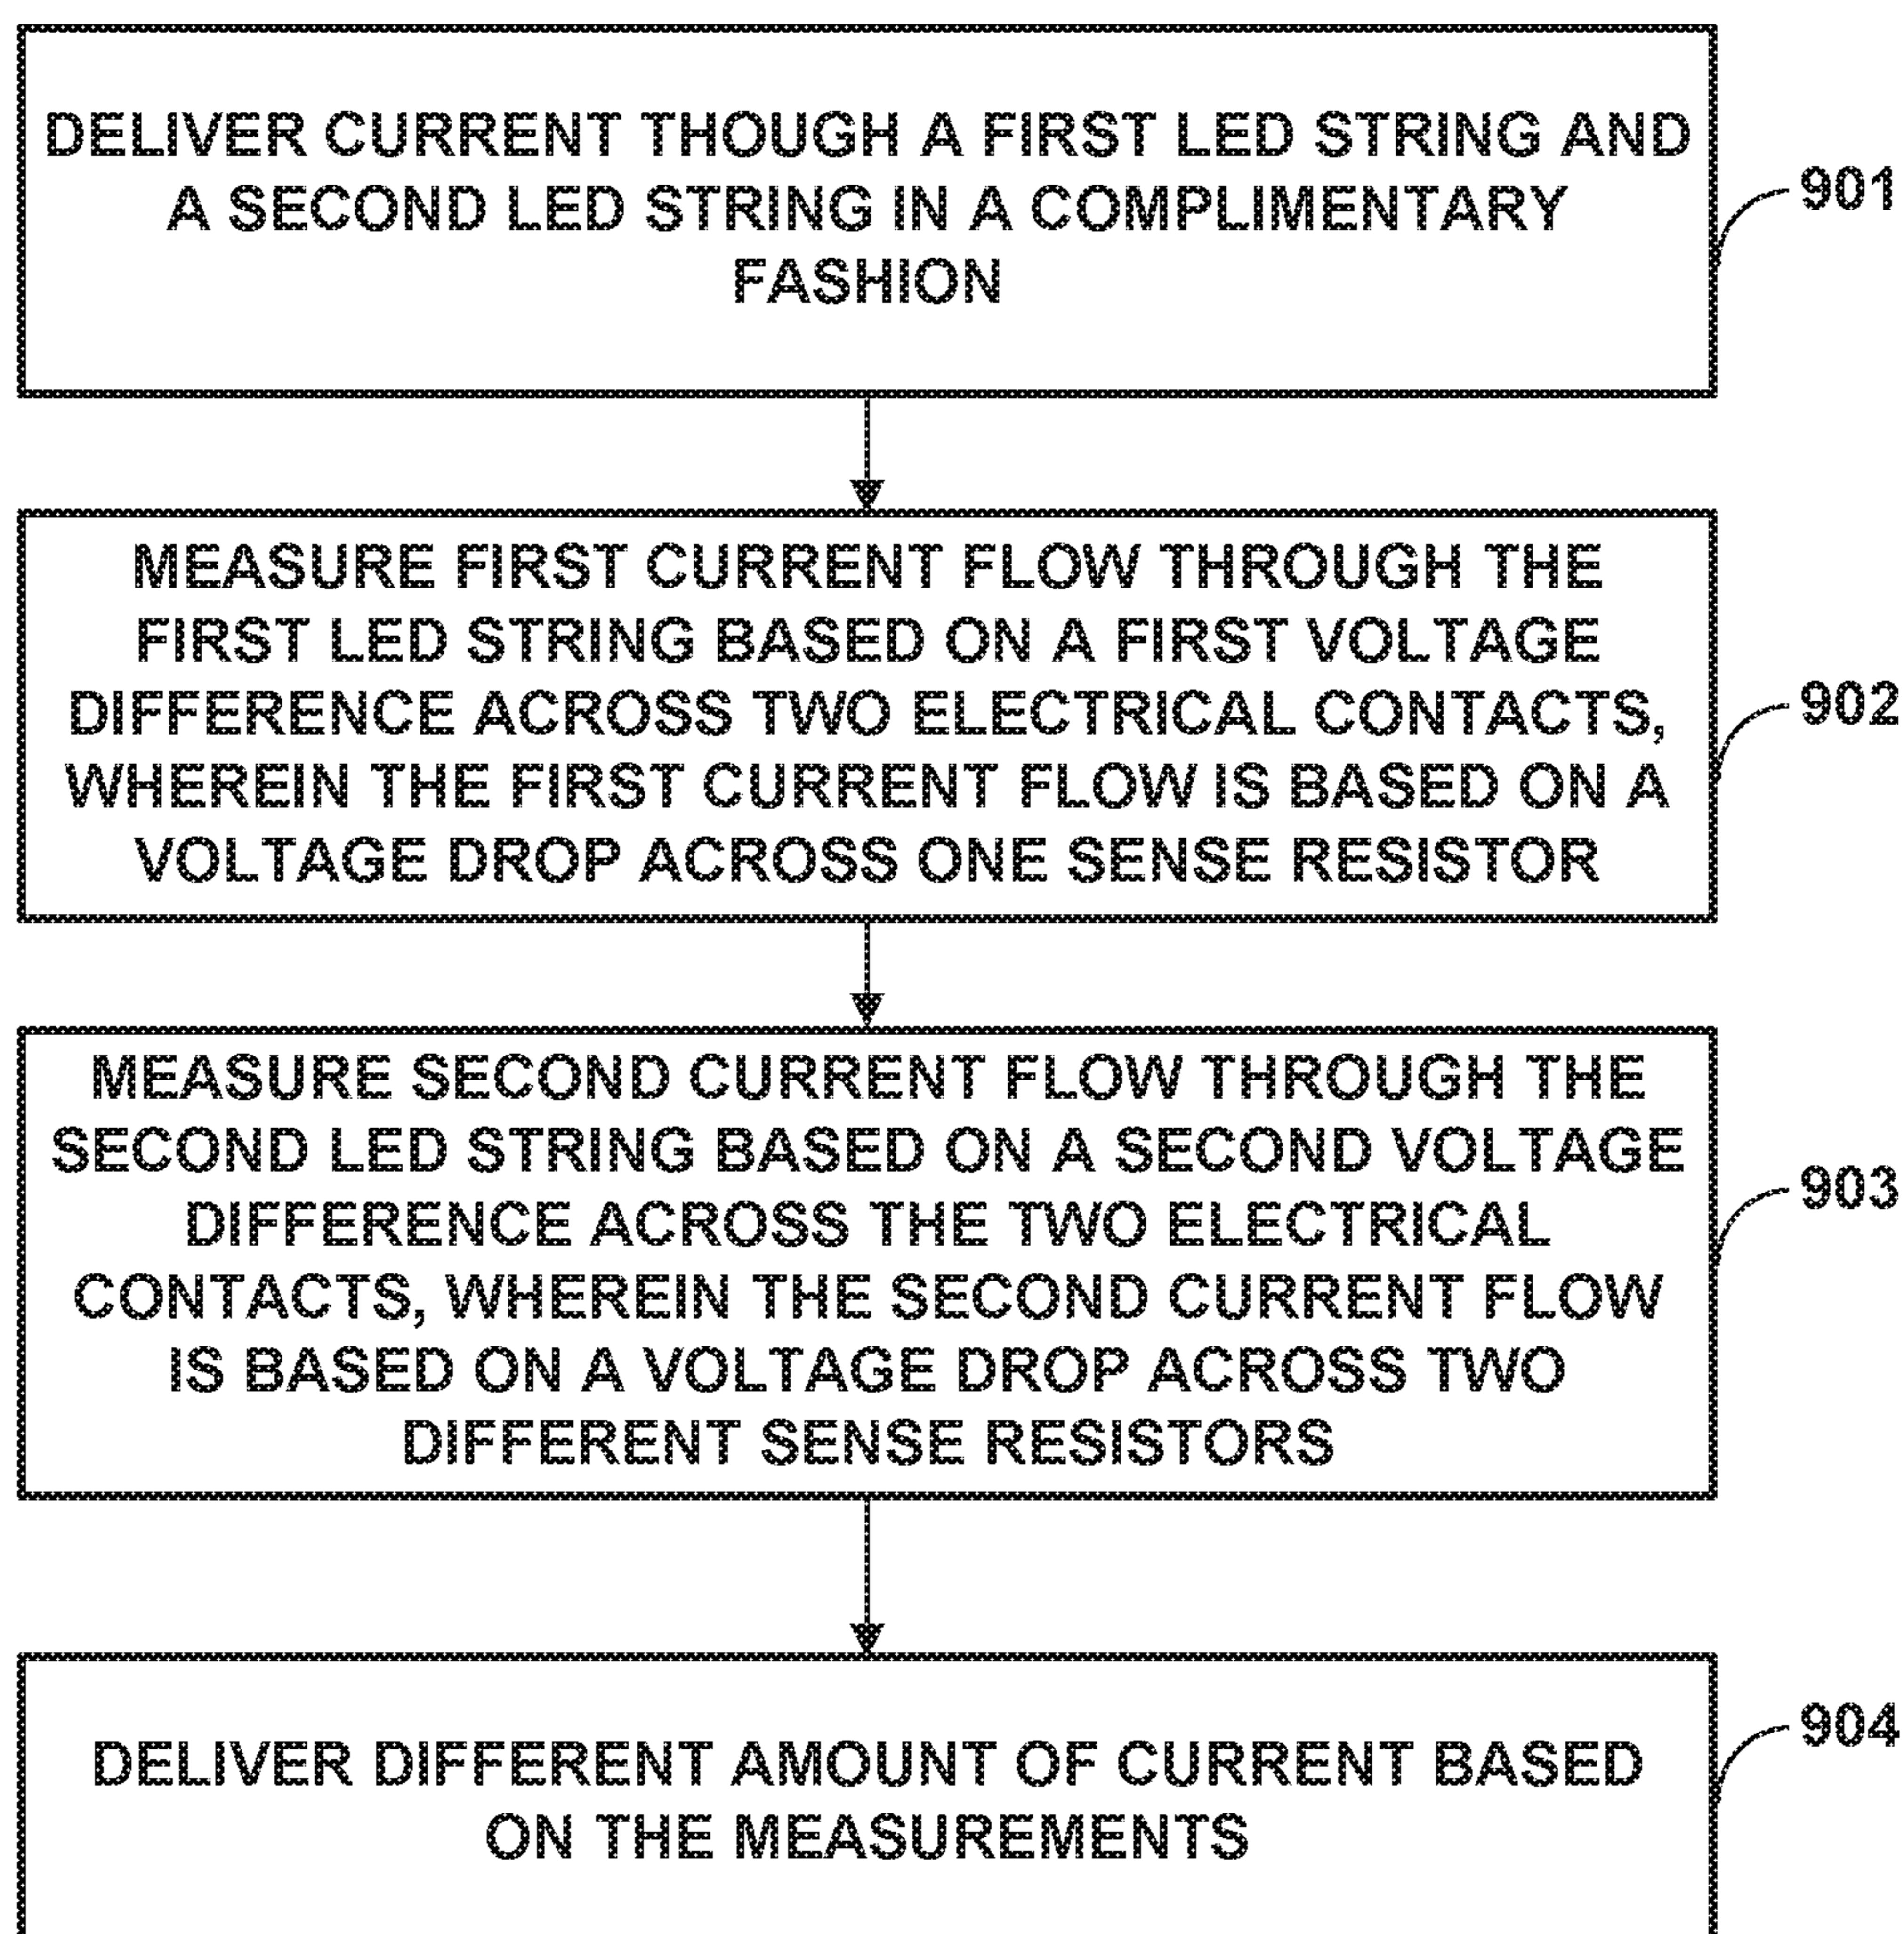 DELIVER CURRENT THOUGH A FIRST LED STRING AND
A SECOND LED STRING IN A COMPLIMENTARY
FASHION
901
MEASURE FIRST CURRENT FLOW THROUGH THE
FIRST LED STRING BASED ON A FIRST VOLTAGE
DIFFERENCE ACROSS TWO ELECTRICAL CONTACTS,
WHEREIN THE FIRST CURRENT FLOW IS BASED ON A
VOLTAGE DROP ACROSS ONE SENSE RESISTOR
902
MEASURE SECOND CURRENT FLOW THROUGH THE
SECOND LED STRING BASED ON A SECOND VOLTAGE
DIFFERENCE ACROSS THE TWO ELECTRICAL
CONTACTS, WHEREIN THE SECOND CURRENT FLOW
IS BASED ON A VOLTAGE DROP ACROSS TWO
DIFFERENT SENSE RESISTORS
903
DELIVER DIFFERENT AMOUNT OF CURRENT BASED
ON THE MEASUREMENTS
904